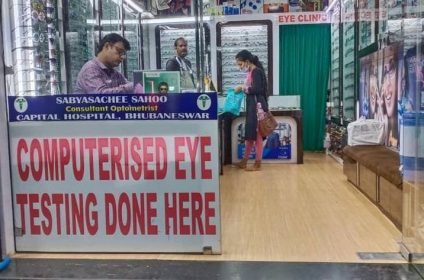 EYE CLINIC
SABYASACHEE SAHOO
Consultant Optometrist
CAPITAL HOSPITAL, BHUBANESWAR
COMPUTERISED EYE
TESTING DONE HERE